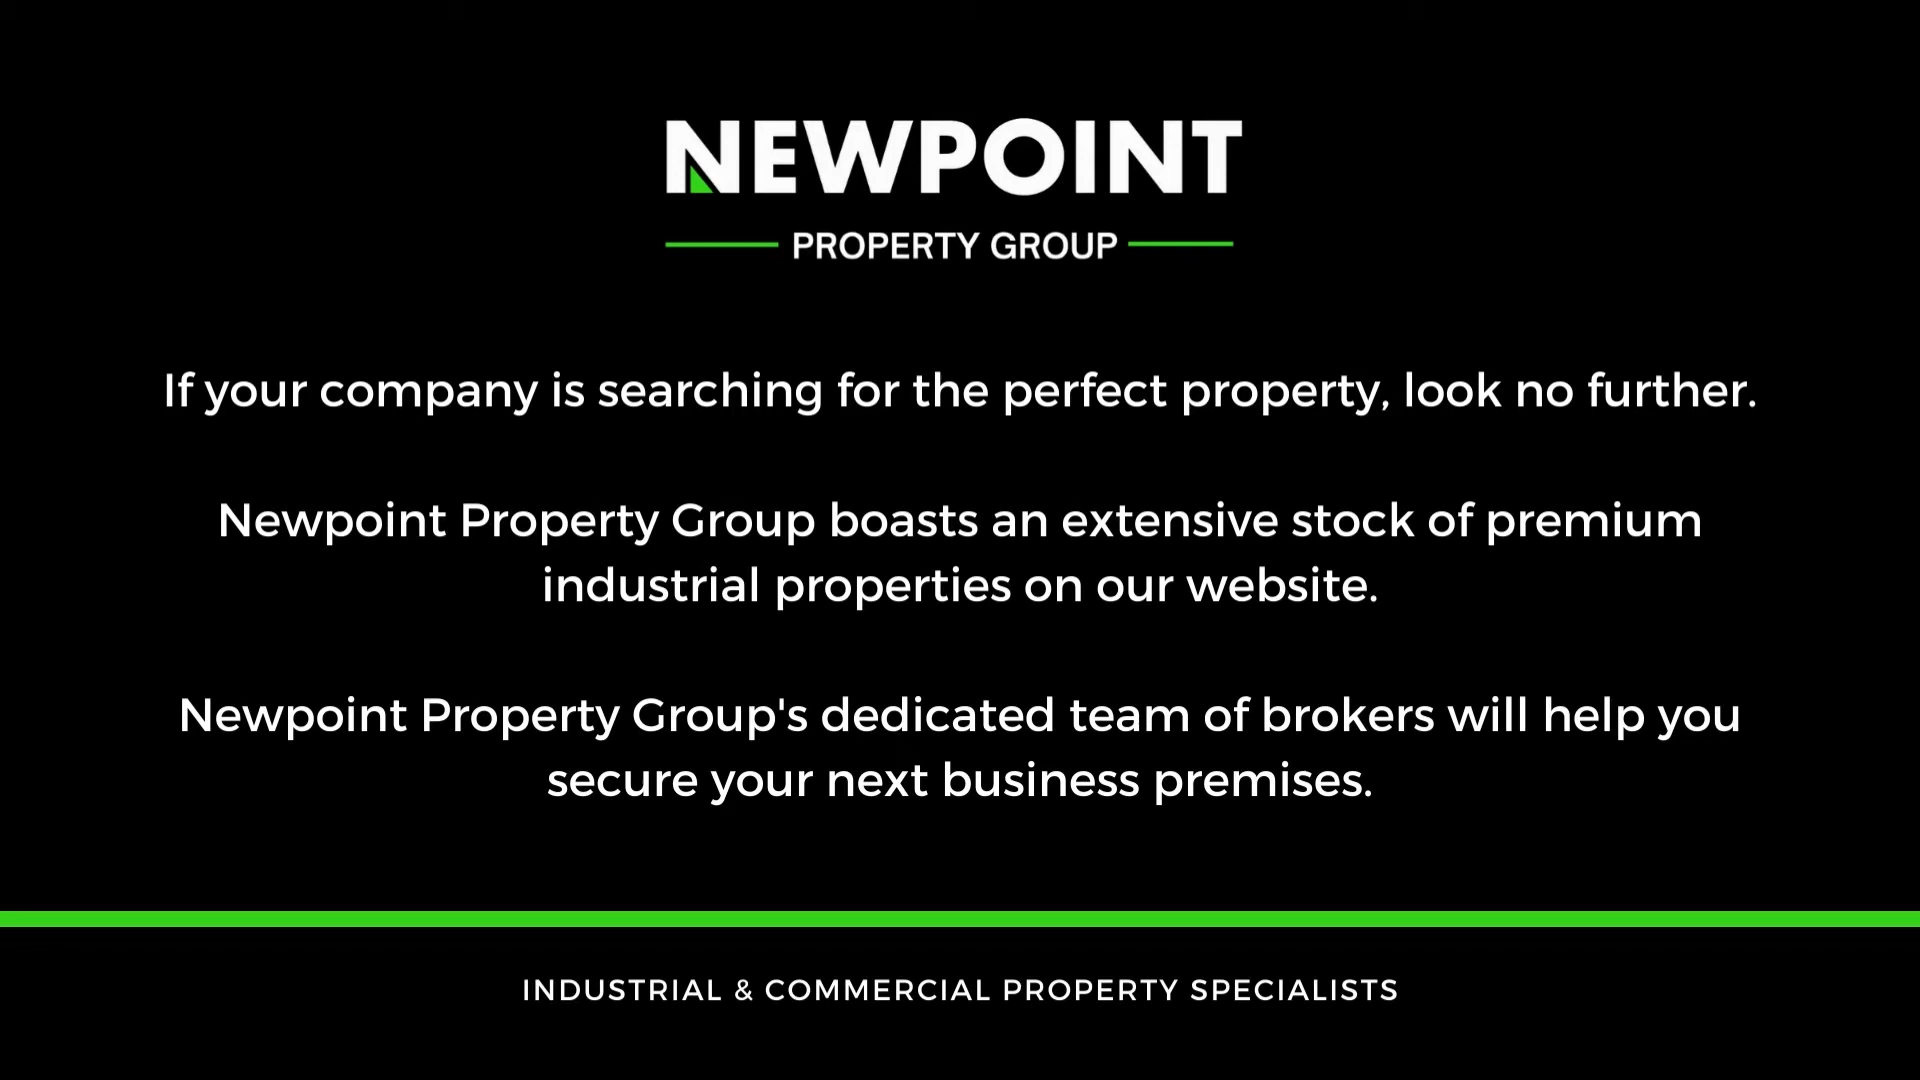 NEWPOINT
PROPERTY GROUP
If your company is searching for the perfect property, look no further.
Newpoint Property Group boasts an extensive stock of premium
industrial properties on our website.
Newpoint Property Group's dedicated team of brokers will help you
secure your next business premises.
INDUSTRIAL & COMMERCIAL PROPERTY SPECIALISTS